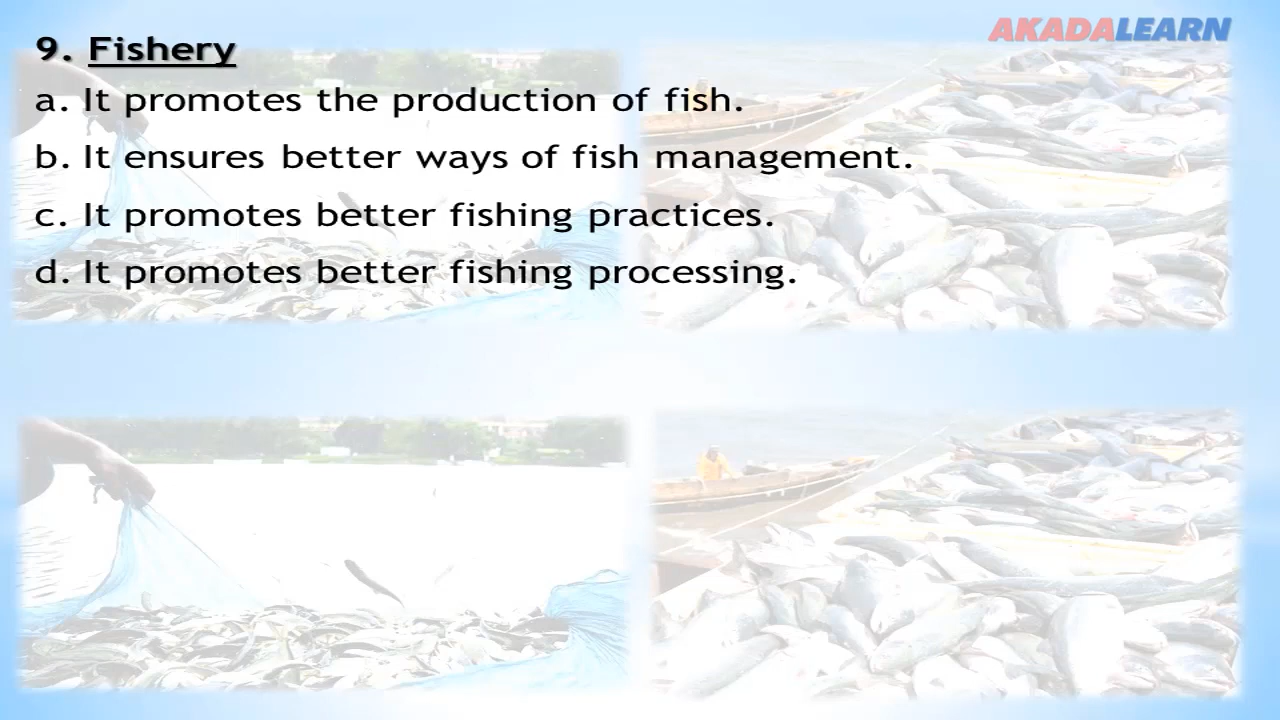 AKADALEARN
9. Fishery
a. It promotes the production of fish.
b. It ensures better ways of fish management.
c. It promotes better fishing practices.
d. It promotes better fishing processing.